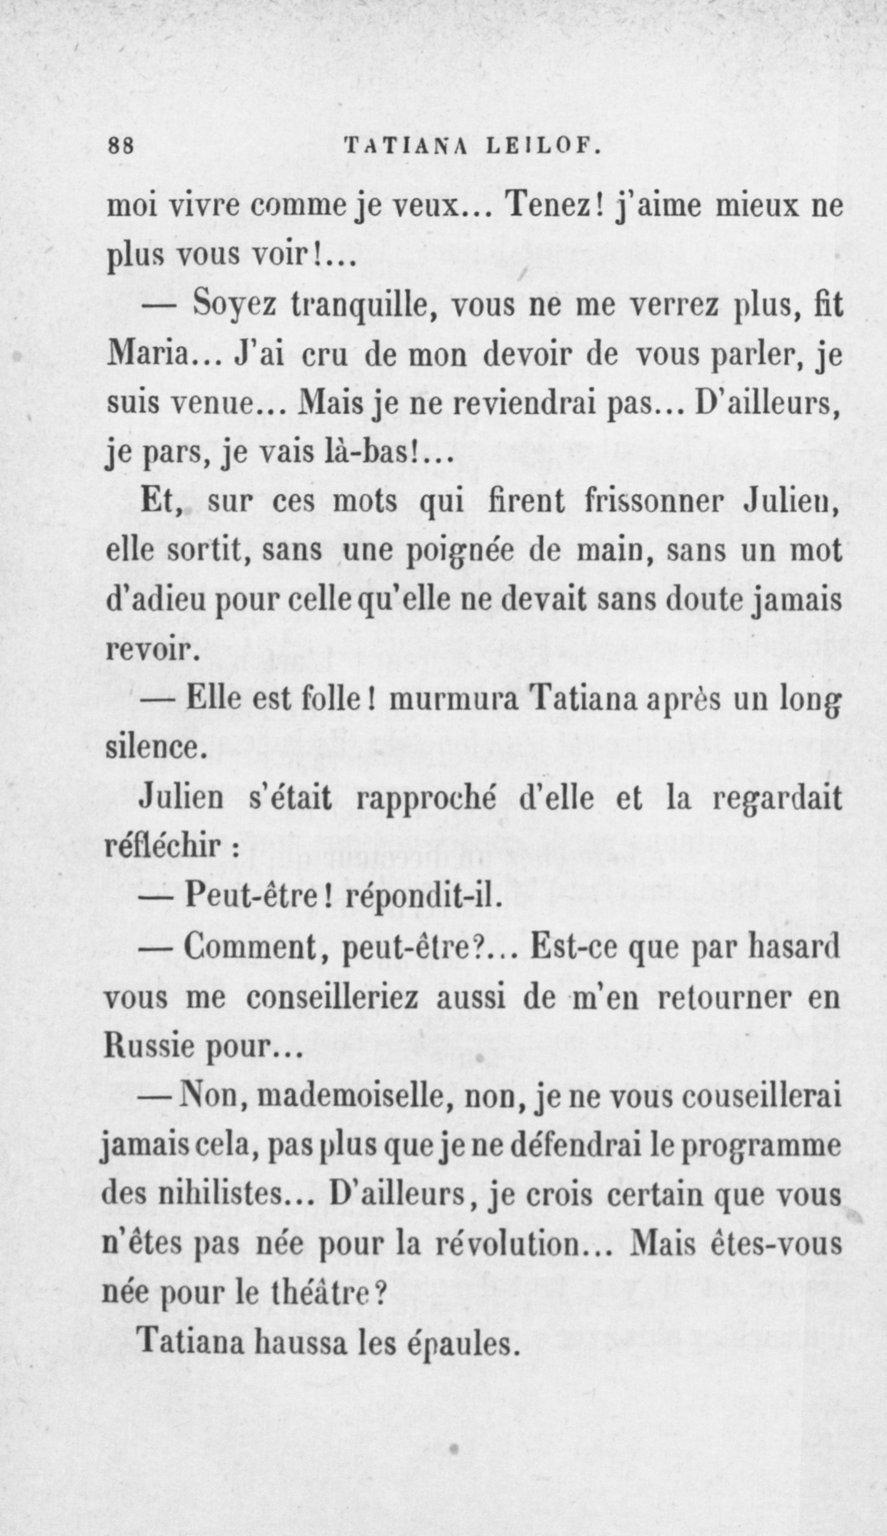 88 TATIANA LEILOF.
moi vivre comme je veux... Tenez! j'aime mieux ne
plus vous voir!...
— Soyez tranquille, vous ne me verrez plus, fit
Maria... J'ai cru de mon devoir de vous parler, je
suis venue... Mais je ne reviendrai pas... D'ailleurs,
je pars, je vais là-bas!...
Et, sur ces mots qui firent frissonner Julien,
elle sortit, sans une poignée de main, sans un mot
d'adieu pour celle qu'elle ne devait sans doute jamais
revoir.
— Elle est folle! murmura Tatiana après un long
silence.
Julien s'était rapproché d'elle et la regardait
réfléchir :
— Peut-être! répondit-il.
— Comment, peut-être?... Est-ce que par hasard
vous me conseilleriez aussi de m'en retourner en
Russie pour...
— Non, mademoiselle, non, je ne vous couseillerai
jamais cela, pas plus que je ne défendrai le programme
des nihilistes... D'ailleurs, je crois certain que vous
n'êtes pas née pour la révolution... Mais êtes-vous
née pour le théâtre?
Tatiana haussa les épaules.